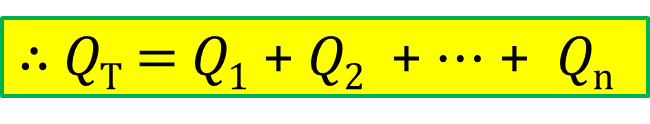 ∴ Q_T = Q_1 + Q_2 + ⋯ + Q_n